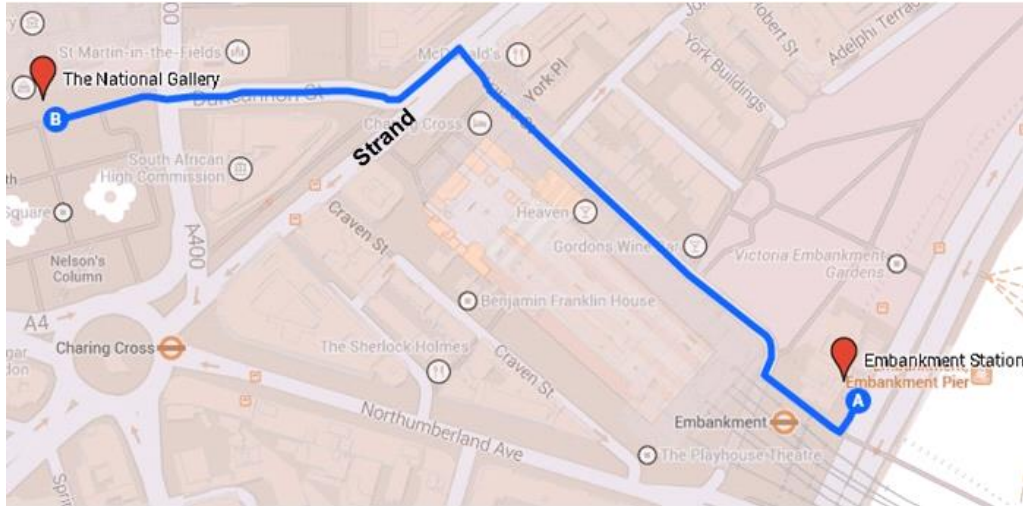 St Martin-in-the-Fields
The National Gallery
B
Duncannon St
South African
High Commission
Square
Nelson's
Column
A4
A400
Charing Cross
McDonald's
Strand
Charing Cross
York Pl
York Buildings
Robert St
Adelphi Terrace
Craven St
Heaven
Gordons Wine Bar
Victoria Embankment
Gardens
Benjamin Franklin House
The Sherlock Holmes
Craven St
Northumberland Ave
Embankment
The Playhouse Theatre
Embankment Station
Embankment Pier
A